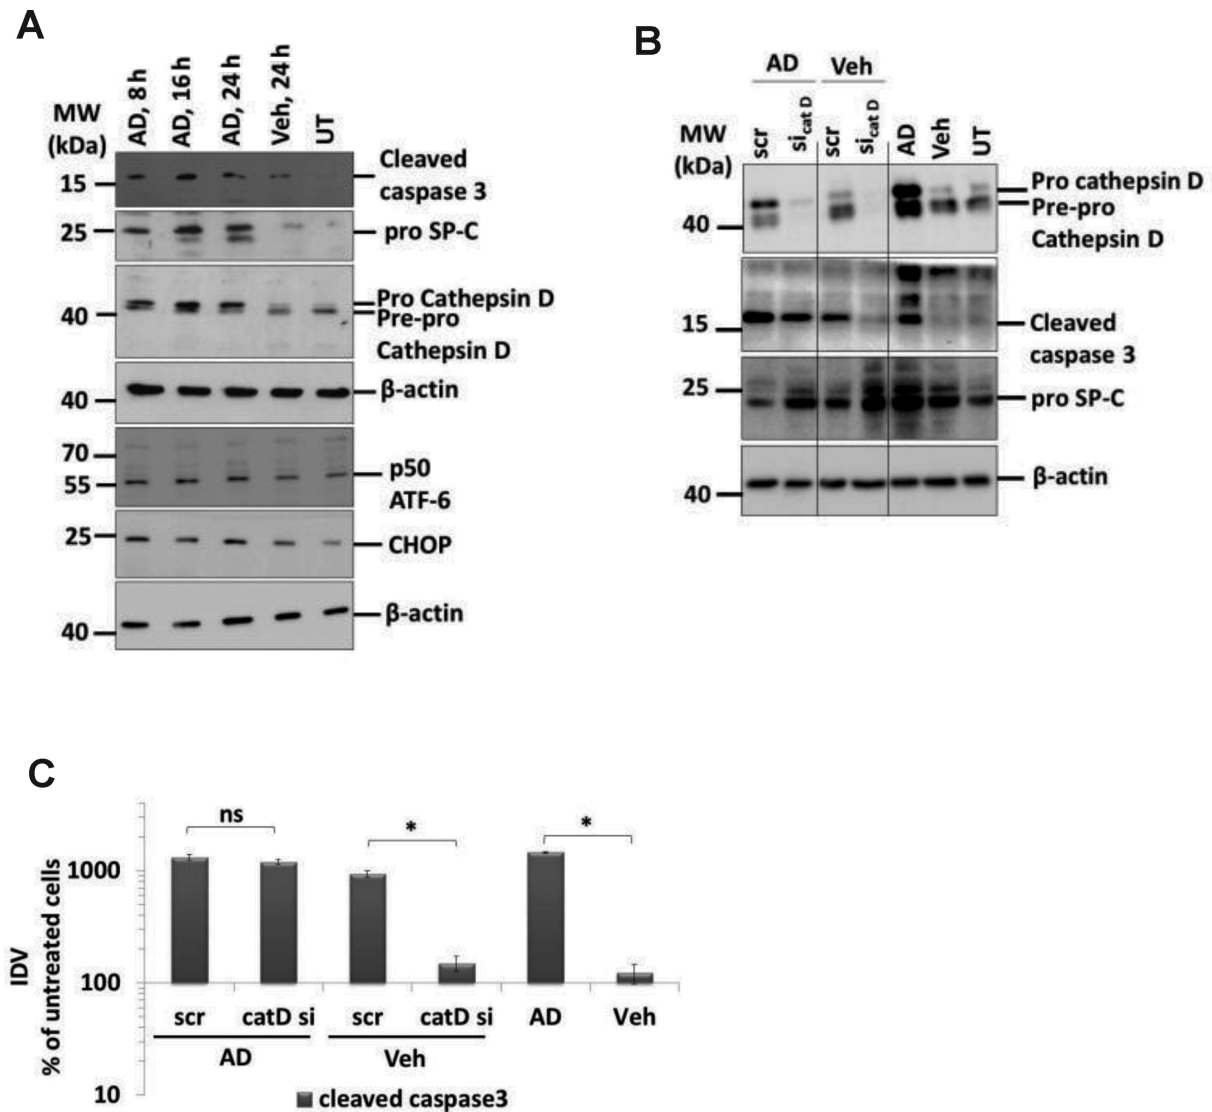 A
MW
(kDa)
AD, 8 h
AD, 16 h
AD, 24 h
Veh, 24 h
UT
15
Cleaved
caspase 3
25
pro SP-C
40
Pro Cathepsin D
Pre-pro
Cathepsin D
40
β-actin
70
55
p50
ATF-6
25
CHOP
40
β-actin
B
AD
Veh
MW
(kDa)
scr
si cat D
scr
si cat D
AD
Veh
UT
40
Pro cathepsin D
Pre-pro
Cathepsin D
15
Cleaved
caspase 3
25
pro SP-C
40
β-actin
C
IDV
% of untreated cells
1000
100
10
ns
*
*
scr
catD si
scr
catD si
AD
Veh
AD
Veh
cleaved caspase3